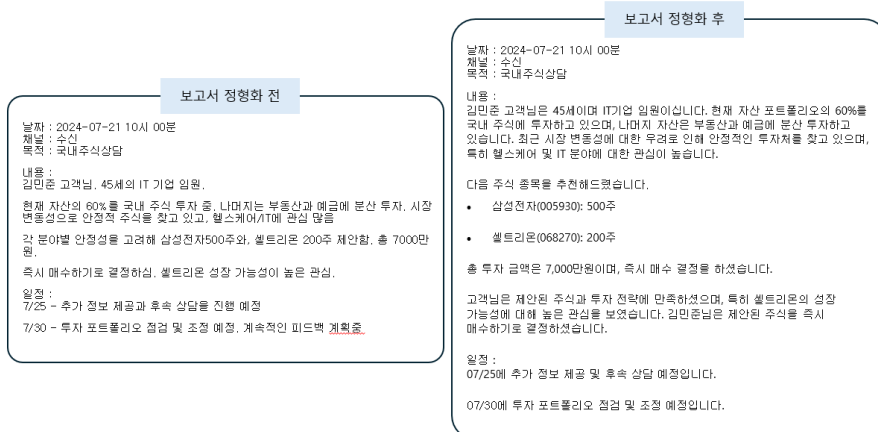 보고서 정형화 전
날짜 : 2024-07-21 10시 00분
채널 : 수신
목적 : 국내주식상담
내용 :
김민준 고객님. 45세의 IT 기업 임원.
현재 자산의 60%를 국내 주식 투자 중. 나머지는 부동산과 예금에 분산 투자. 시장
변동성으로 안정적 주식을 찾고 있고, 헬스케어/IT에 관심 많음
각 분야별 안정성을 고려해 삼성전자500주와, 셀트리온 200주 제안함. 총 7000만
원.
즉시 매수하기로 결정하심. 셀트리온 성장 가능성이 높은 관심.
일정 :
7/25 - 추가 정보 제공과 후속 상담을 진행 예정
7/30 - 투자 포트폴리오 점검 및 조정 예정. 계속적인 피드백 계획중
보고서 정형화 후
날짜 : 2024-07-21 10시 00분
채널 : 수신
목적 : 국내주식상담
내용 :
김민준 고객님은 45세이며 IT기업 임원이십니다. 현재 자산 포트폴리오의 60%를
국내 주식에 투자하고 있으며, 나머지 자산은 부동산과 예금에 분산 투자하고
있습니다. 최근 시장 변동성에 대한 우려로 인해 안정적인 투자처를 찾고 있으며,
특히 헬스케어 및 IT 분야에 대한 관심이 높습니다.
다음 주식 종목을 추천해드렸습니다.
• 삼성전자(005930): 500주
• 셀트리온(068270): 200주
총 투자 금액은 7,000만원이며, 즉시 매수 결정을 하셨습니다.
고객님은 제안된 주식과 투자 전략에 만족하셨으며, 특히 셀트리온의 성장
가능성에 대해 높은 관심을 보였습니다. 김민준님은 제안된 주식을 즉시
매수하기로 결정하셨습니다.
일정 :
07/25에 추가 정보 제공 및 후속 상담 예정입니다.
07/30에 투자 포트폴리오 점검 및 조정 예정입니다.